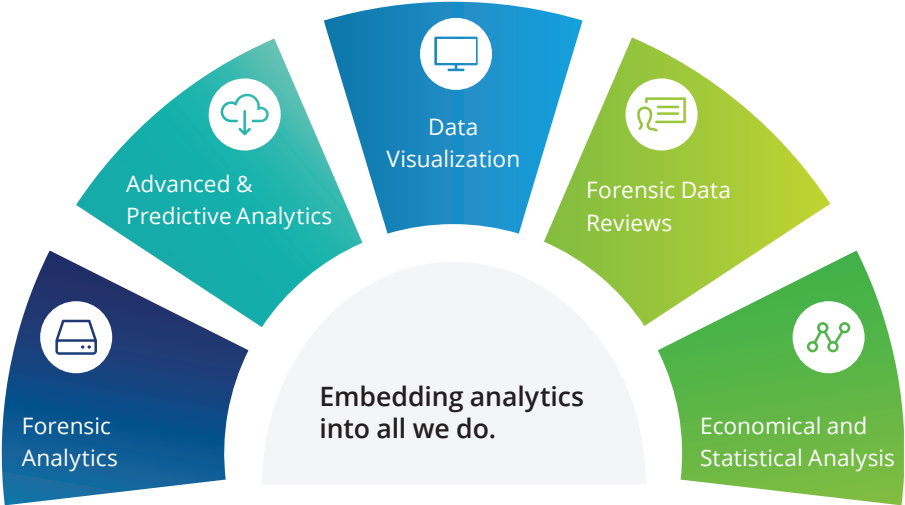 Data
Visualization
Advanced &
Predictive Analytics
Forensic Data
Reviews
Embedding analytics
into all we do.
Forensic
Analytics
Economical and
Statistical Analysis